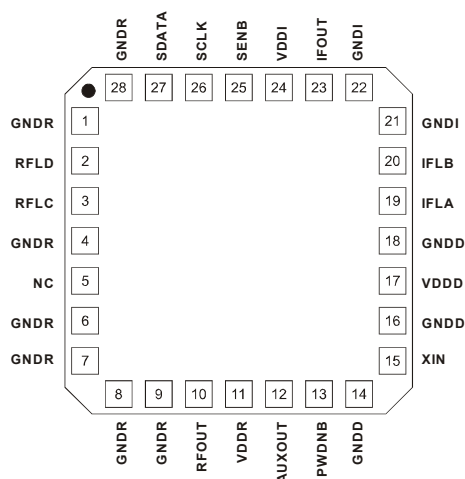 GNDR SDATA SCLK SENB VDDI IFOUT GNDI
28 27 26 25 24 23 22
GNDR 1 21 GNDI
RFLD 2 20 IFLB
RFLC 3 19 IFLA
GNDR 4 18 GNDD
NC 5 17 VDDD
GNDR 6 16 GNDD
GNDR 7 15 XIN
8 9 10 11 12 13 14
GNDR GNDR RFOUT VDDR AUXOUT PWDNB GNDD